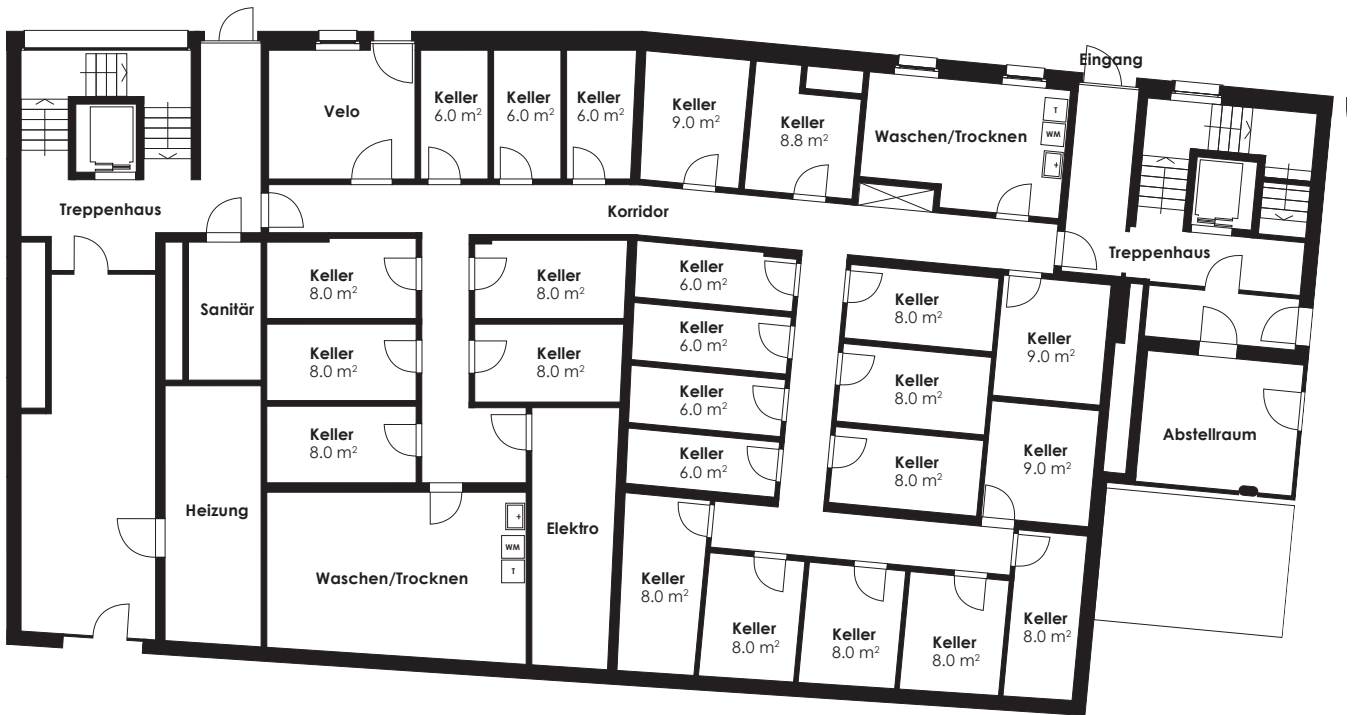 Eingang
Velo
Keller
6.0 m²
Keller
6.0 m²
Keller
6.0 m²
Keller
9.0 m²
Keller
8.8 m²
Waschen/Trocknen
T
WM
Treppenhaus
Korridor
Treppenhaus
Sanitär
Keller
8.0 m²
Keller
8.0 m²
Keller
6.0 m²
Keller
8.0 m²
Keller
9.0 m²
Keller
8.0 m²
Keller
8.0 m²
Keller
6.0 m²
Keller
8.0 m²
Keller
6.0 m²
Keller
8.0 m²
Keller
6.0 m²
Keller
8.0 m²
Keller
9.0 m²
Abstellraum
Heizung
Waschen/Trocknen
WM
T
Elektro
Keller
8.0 m²
Keller
8.0 m²
Keller
8.0 m²
Keller
8.0 m²
Keller
8.0 m²